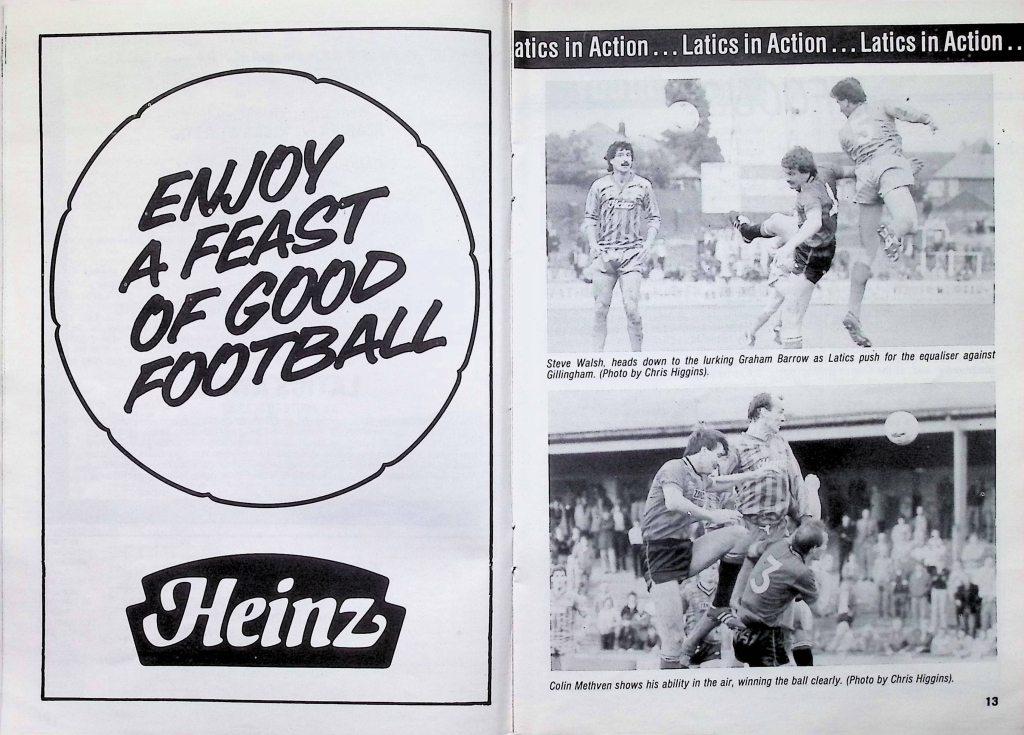 ENJOY
A FEAST
OF GOOD
FOOTBALL
Heinz
atics in Action ... Latics in Action ... Latics in Action ..
Steve Walsh, heads down to the lurking Graham Barrow as Latics push for the equaliser against
Gillingham. (Photo by Chris Higgins).
3
Colin Methven shows his ability in the air, winning the ball clearly. (Photo by Chris Higgins).
13